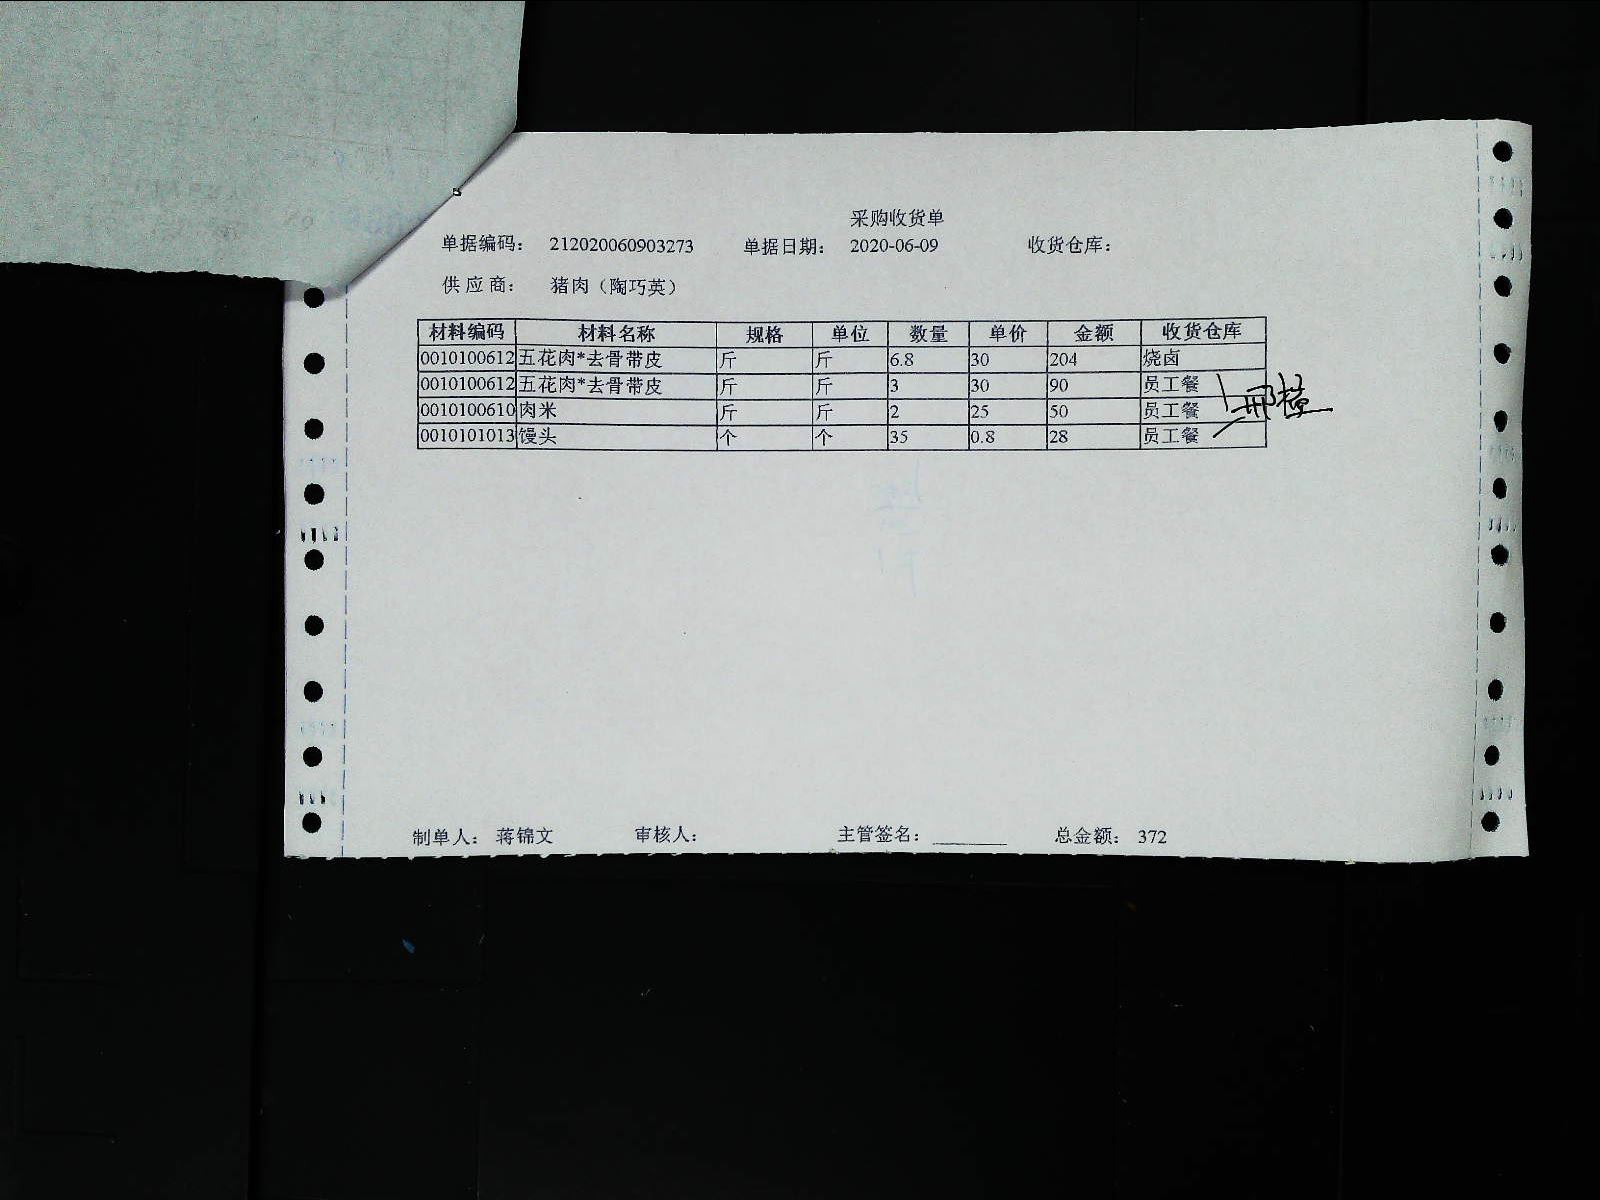 采购收货单
单据编码: 212020060903273 单据日期: 2020-06-09 收货仓库:
供应商: 猪肉(陶巧英)
材料编码 材料名称 规格 单位 数量 单价 金额 收货仓库
0010100612 五花肉*去骨带皮 斤 斤 6.8 30 204 烧卤
0010100612 五花肉*去骨带皮 斤 斤 3 30 90 员工餐
0010100610 肉米 斤 斤 2 25 50 员工餐
0010101013 馒头 个 个 35 0.8 28 员工餐
制单人: 蒋锦文 审核人: 主管签名: ________ 总金额: 372